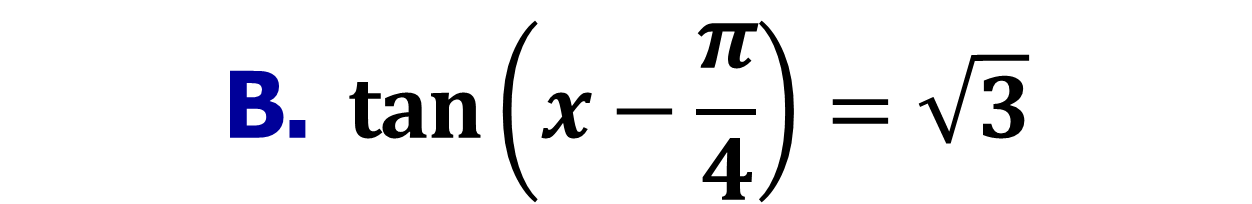 B. tan(x − π/4) = √3